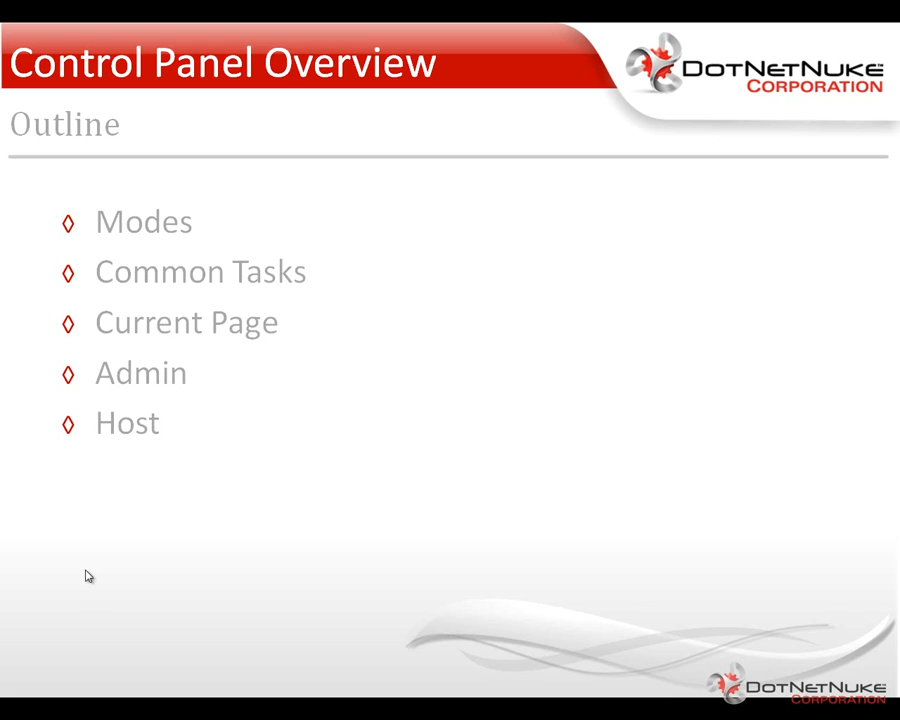 Control Panel Overview
DOTNETNUKE
CORPORATION
Outline
◊ Modes
◊ Common Tasks
◊ Current Page
◊ Admin
◊ Host
DOTNETNUKE
CORPORATION